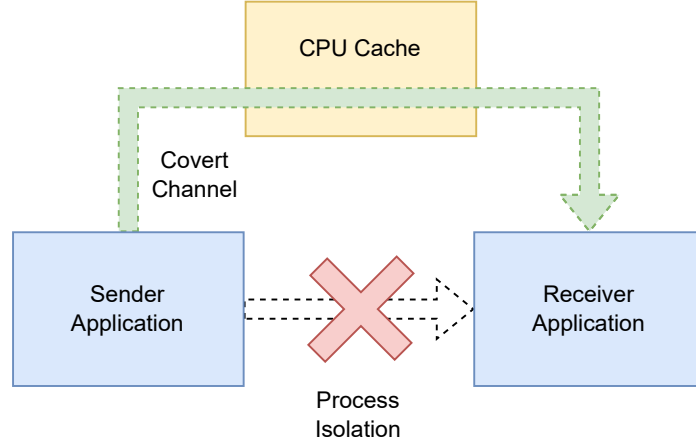 CPU Cache
Covert
Channel
Sender
Application
Receiver
Application
Process
Isolation